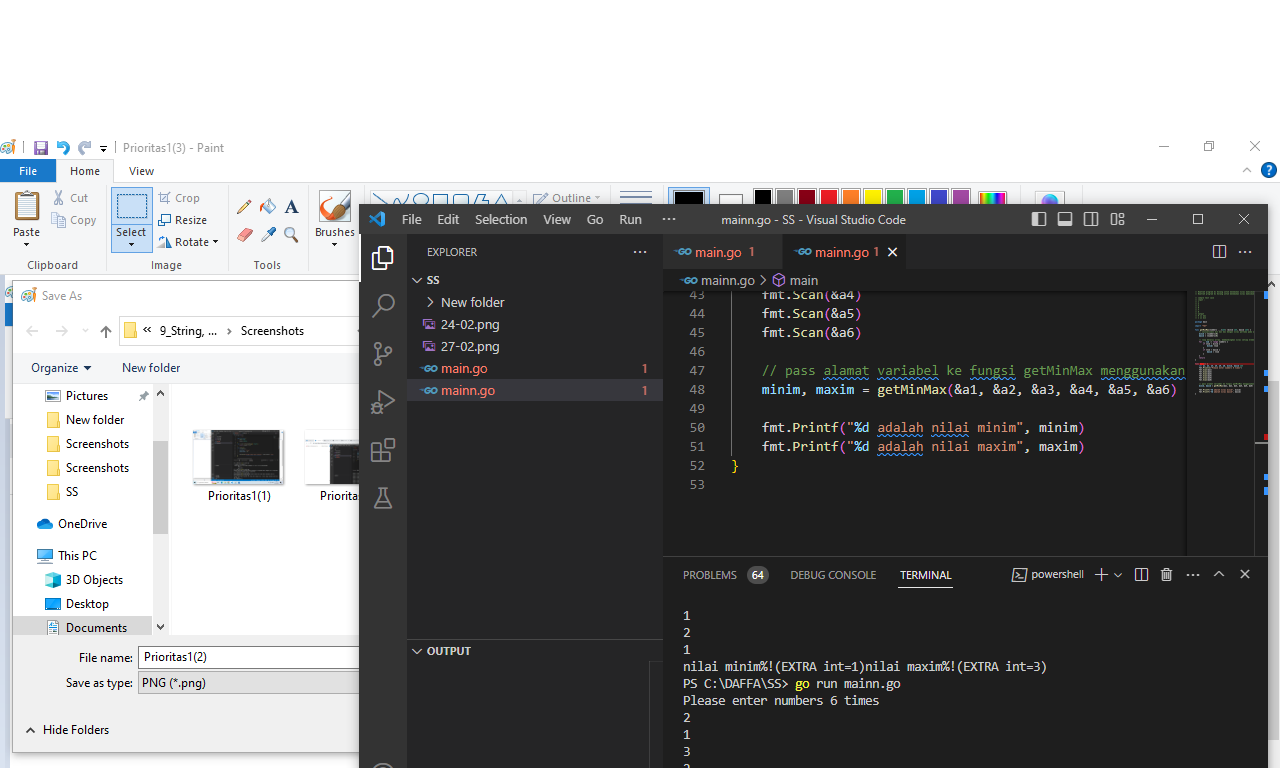 Prioritas1(3) - Paint
File Home View
Paste
Cut
Copy
Clipboard
Select
Crop
Resize
Rotate
Image
Tools
Brushes
Outline
Save As
9_String, ... Screenshots
Organize New folder
Pictures
New folder
Screenshots
Screenshots
SS
OneDrive
This PC
3D Objects
Desktop
Documents
Prioritas1(1)
File name: Prioritas1(2)
Save as type: PNG (*.png)
Hide Folders
File Edit Selection View Go Run ··· mainn.go - SS - Visual Studio Code
EXPLORER ···
SS
New folder
24-02.png
27-02.png
main.go 1
mainn.go 1
OUTPUT
main.go 1 mainn.go 1
mainn.go > main
43 fmt.Scan(&a4)
44 fmt.Scan(&a5)
45 fmt.Scan(&a6)
46
47 // pass alamat variabel ke fungsi getMinMax menggunakan
48 minim, maxim = getMinMax(&a1, &a2, &a3, &a4, &a5, &a6)
49
50 fmt.Printf("%d adalah nilai minim", minim)
51 fmt.Printf("%d adalah nilai maxim", maxim)
52 }
53
PROBLEMS 64 DEBUG CONSOLE TERMINAL powershell
1
2
1
nilai minim%!(EXTRA int=1)nilai maxim%!(EXTRA int=3)
PS C:\DAFFA\SS> go run mainn.go
Please enter numbers 6 times
2
1
3
2